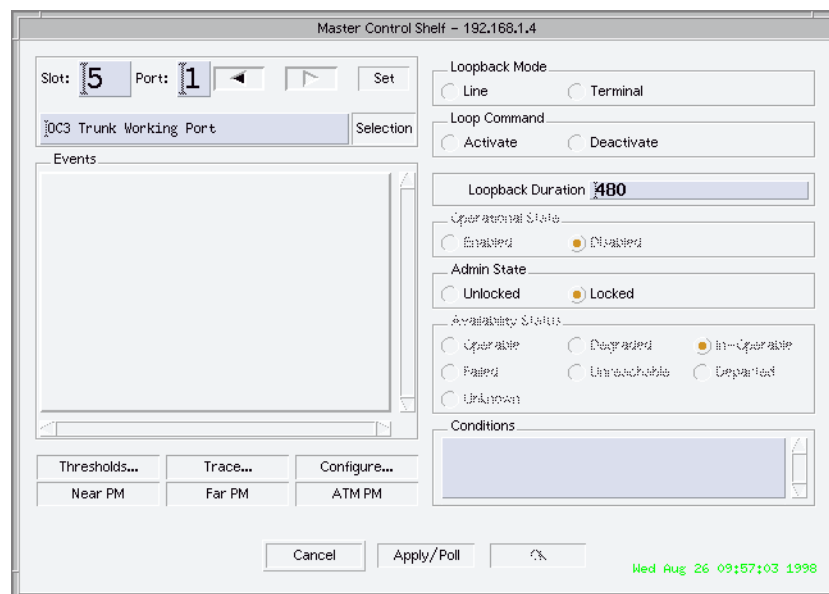 Master Control Shelf - 192.168.1.4
Slot: 5 Port: 1 Set
OC3 Trunk Working Port Selection
Events
Thresholds... Trace... Configure...
Near PM Far PM ATM PM
Loopback Mode
Line Terminal
Loop Command
Activate Deactivate
Loopback Duration 480
Operational State
Enabled Disabled
Admin State
Unlocked Locked
Availability Status
Operable Degraded In-Operable
Failed Unreachable Departed
Unknown
Conditions
Cancel Apply/Poll Ok
Wed Aug 26 09:57:03 1998